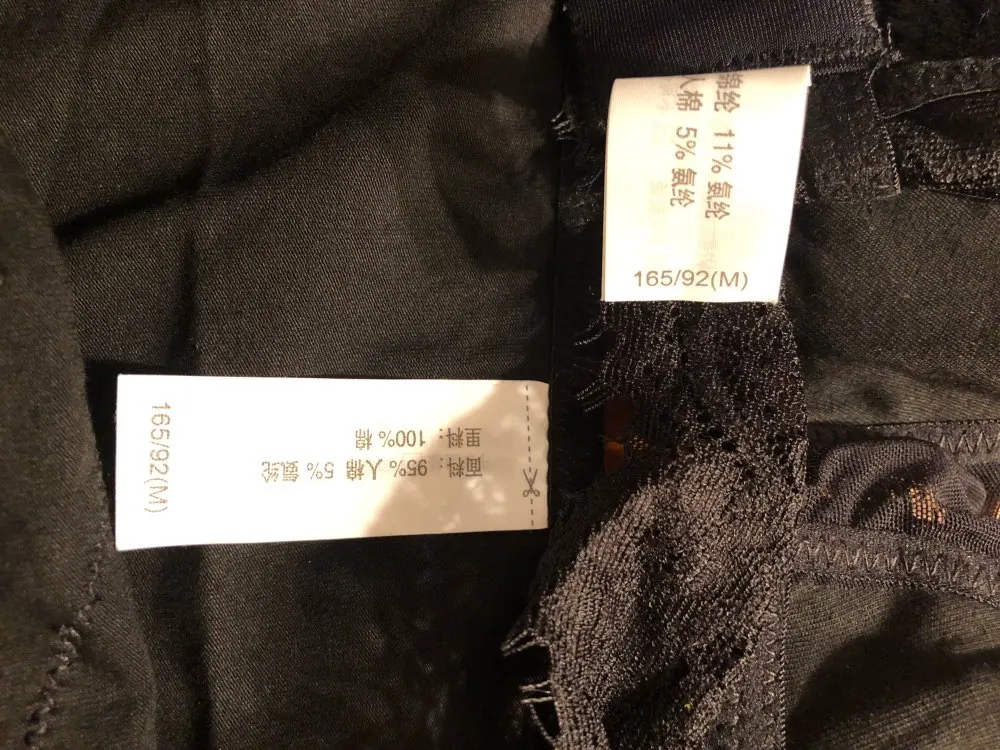 锦纶 11% 氨纶
人棉 5% 氨纶
165/92(M)
面料：95% 人棉 5% 氨纶
里料：100% 棉
165/92(M)